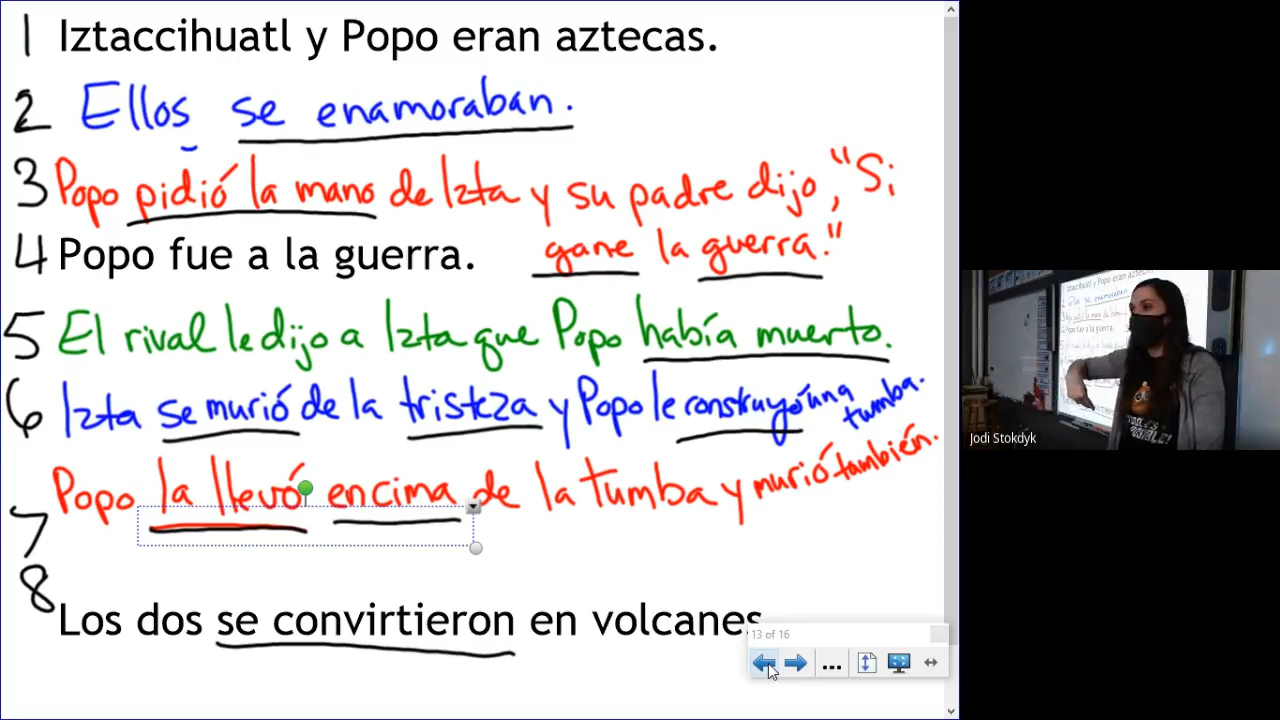 1 Iztaccihuatl y Popo eran aztecas.
2 Ellos se enamoraban.
3 Popo pidió la mano de Izta y su padre dijo, "Si
gane la guerra."
4 Popo fue a la guerra.
5 El rival le dijo a Izta que Popo había muerto.
6 Izta se murió de la tristeza y Popo le construyó una
tumba.
7 Popo la llevó encima de la tumba y murió también.
8 Los dos se convirtieron en volcanes
13 of 16
Jodi Stokdyk